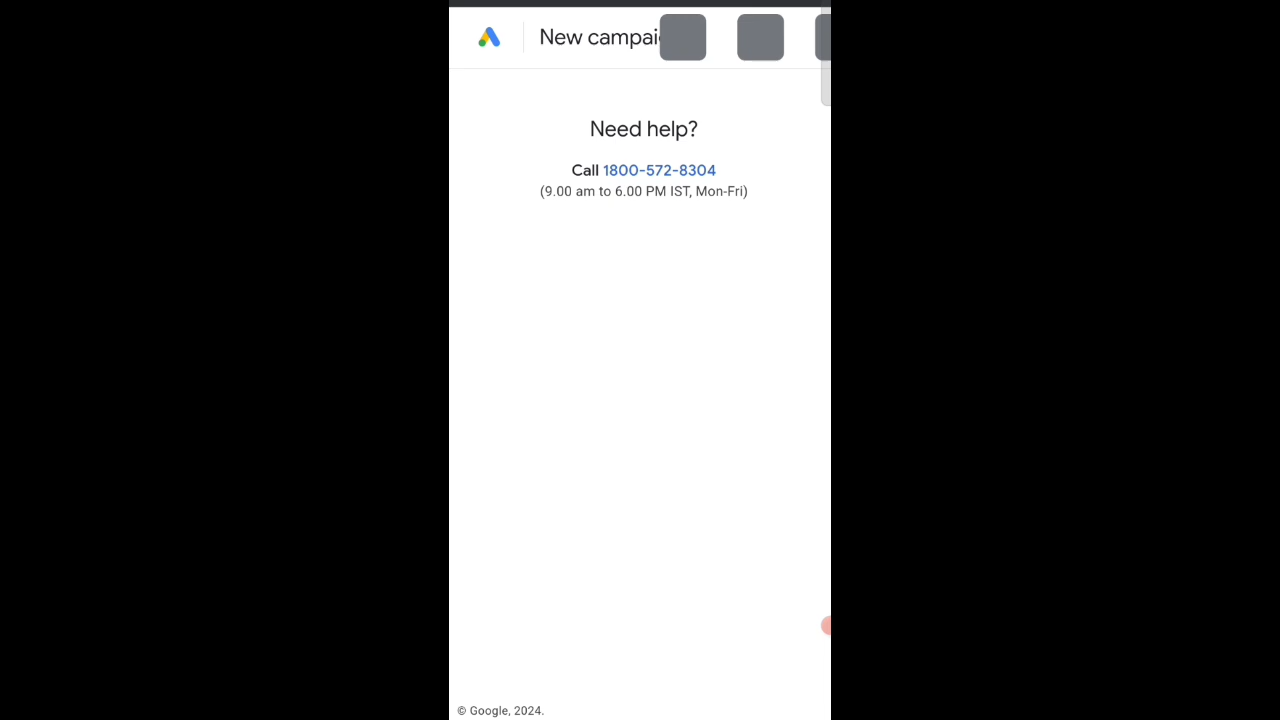 New campai
Need help?
Call 1800-572-8304
(9.00 am to 6.00 PM IST, Mon-Fri)
© Google, 2024.